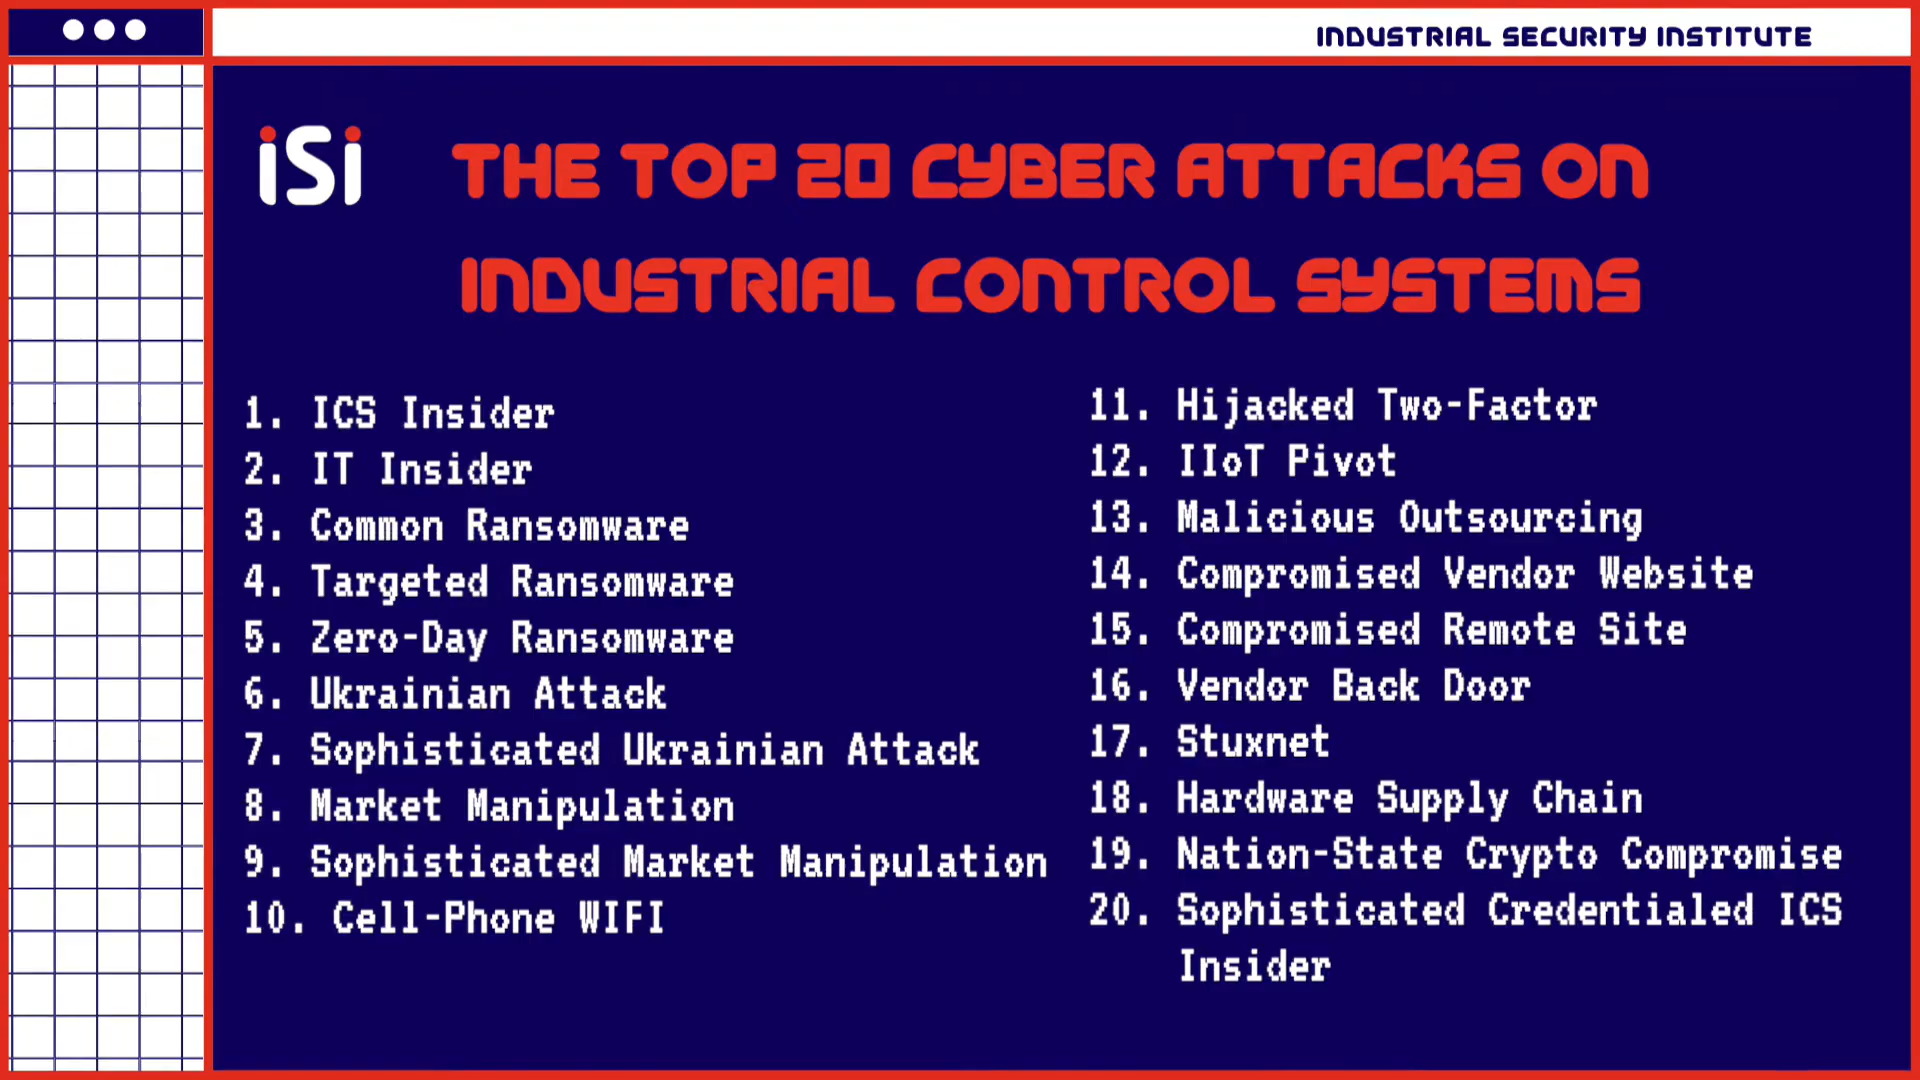 INDUSTRIAL SECURITY INSTITUTE
iSi
THE TOP 20 CYBER ATTACKS ON
INDUSTRIAL CONTROL SYSTEMS
1. ICS Insider
2. IT Insider
3. Common Ransomware
4. Targeted Ransomware
5. Zero-Day Ransomware
6. Ukrainian Attack
7. Sophisticated Ukrainian Attack
8. Market Manipulation
9. Sophisticated Market Manipulation
10. Cell-Phone WIFI
11. Hijacked Two-Factor
12. IIoT Pivot
13. Malicious Outsourcing
14. Compromised Vendor Website
15. Compromised Remote Site
16. Vendor Back Door
17. Stuxnet
18. Hardware Supply Chain
19. Nation-State Crypto Compromise
20. Sophisticated Credentialed ICS
Insider